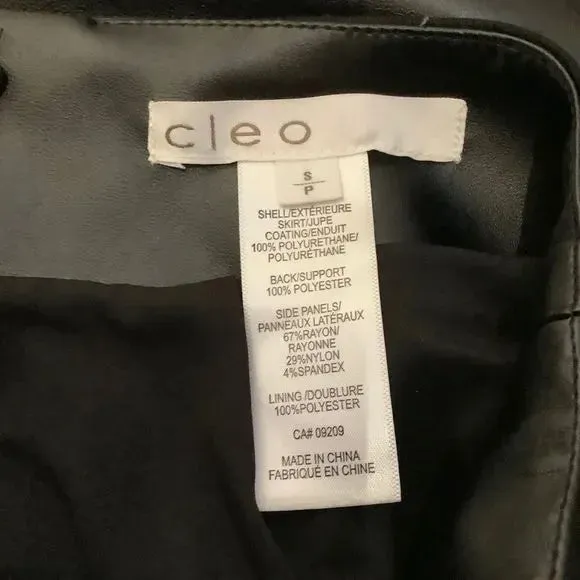 cleo
S
P
SHELL/EXTÉRIEURE
SKIRT/JUPE
COATING/ENDUIT
100% POLYURETHANE/
POLYURÉTHANE
BACK/SUPPORT
100% POLYESTER
SIDE PANELS/
PANNEAUX LATÉRAUX
67%RAYON/
RAYONNE
29%NYLON
4%SPANDEX
LINING /DOUBLURE
100%POLYESTER
CA# 09209
MADE IN CHINA
FABRIQUÉ EN CHINE